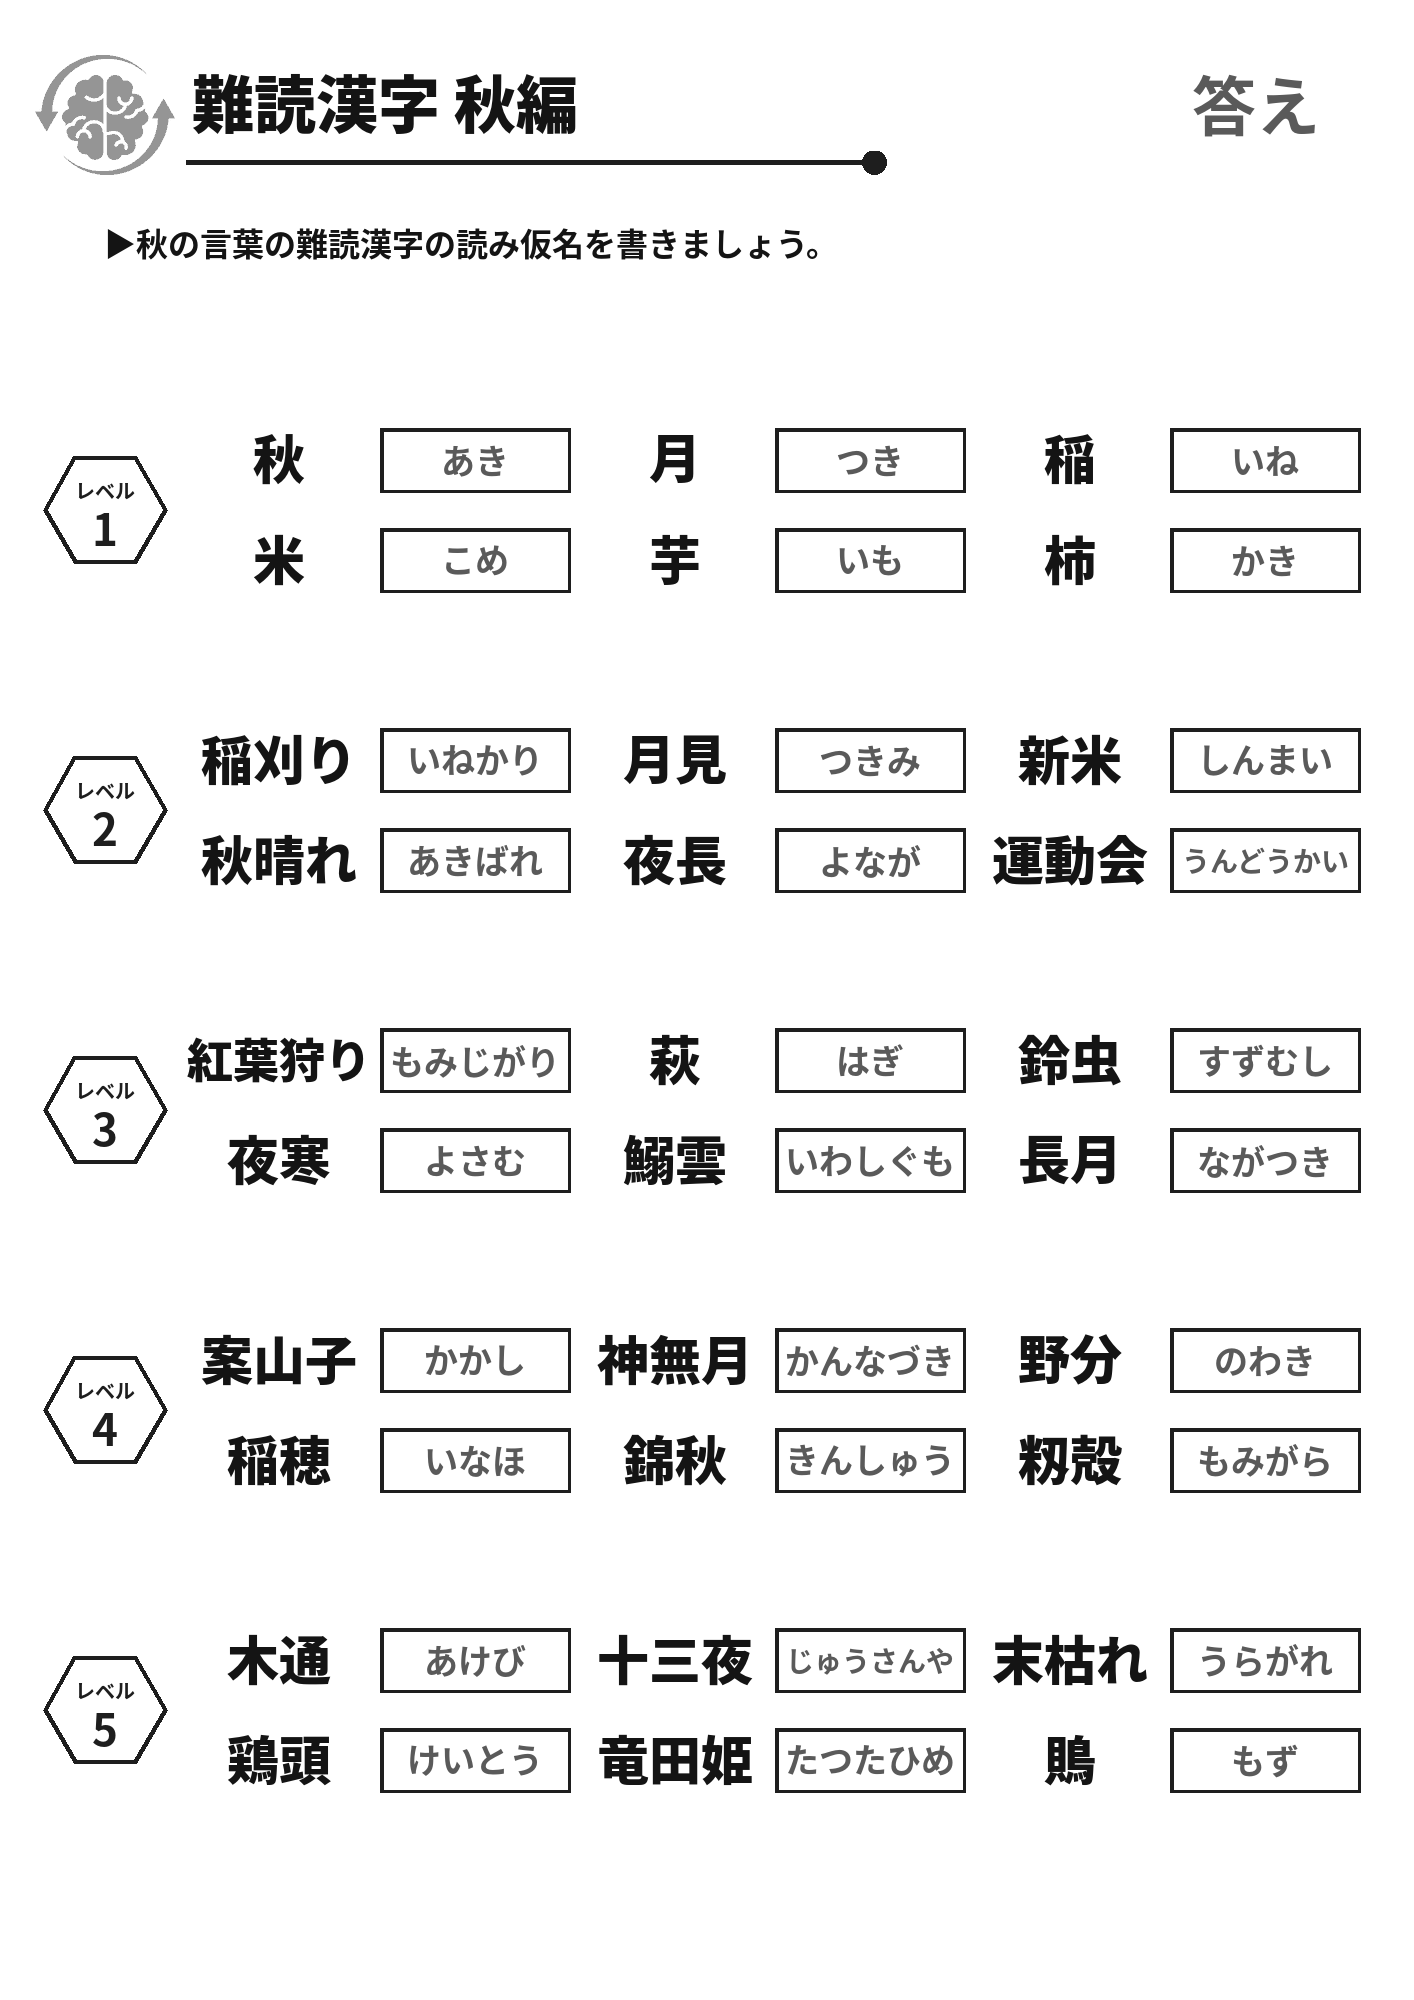 難読漢字 秋編 答え
▶秋の言葉の難読漢字の読み仮名を書きましょう。
レベル
1
秋 あき 月 つき 稲 いね
米 こめ 芋 いも 柿 かき
レベル
2
稲刈り いねかり 月見 つきみ 新米 しんまい
秋晴れ あきばれ 夜長 よなが 運動会 うんどうかい
レベル
3
紅葉狩り もみじがり 萩 はぎ 鈴虫 すずむし
夜寒 よさむ 鰯雲 いわしぐも 長月 ながつき
レベル
4
案山子 かかし 神無月 かんなづき 野分 のわき
稲穂 いなほ 錦秋 きんしゅう 籾殻 もみがら
レベル
5
木通 あけび 十三夜 じゅうさんや 末枯れ うらがれ
鶏頭 けいとう 竜田姫 たつたひめ 鵙 もず